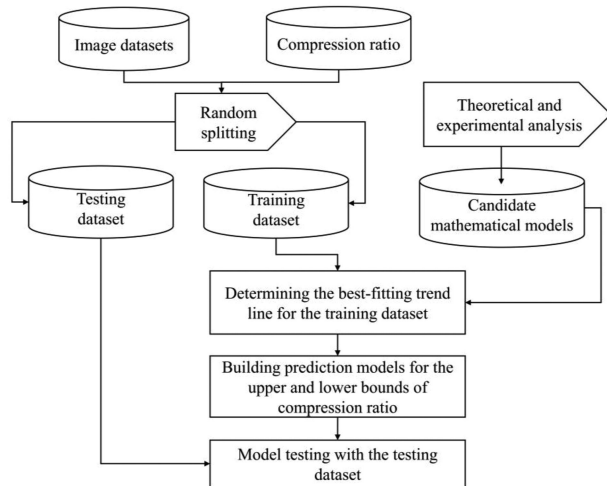 Image datasets
Compression ratio
Random
splitting
Theoretical and
experimental analysis
Testing
dataset
Training
dataset
Candidate
mathematical models
Determining the best-fitting trend
line for the training dataset
Building prediction models for the
upper and lower bounds of
compression ratio
Model testing with the testing
dataset